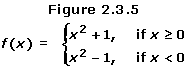 Figure 2.3.5
f(x) = { x² + 1, if x ≥ 0
x² − 1, if x < 0